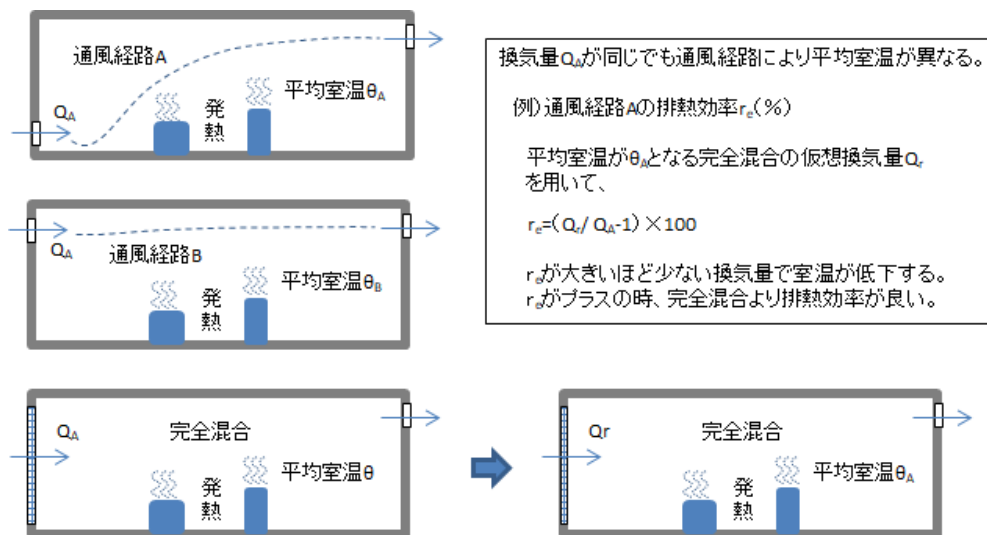 通風経路A
QA
発
熱
平均室温θA
QA
通風経路B
発
熱
平均室温θB
換気量QAが同じでも通風経路により平均室温が異なる。
例)通風経路Aの排熱効率re(%)
平均室温がθAとなる完全混合の仮想換気量Qr
を用いて、
re=(Qr/ QA-1)×100
reが大きいほど少ない換気量で室温が低下する。
reがプラスの時、完全混合より排熱効率が良い。
QA
完全混合
発
熱
平均室温θ
Qr
完全混合
発
熱
平均室温θA